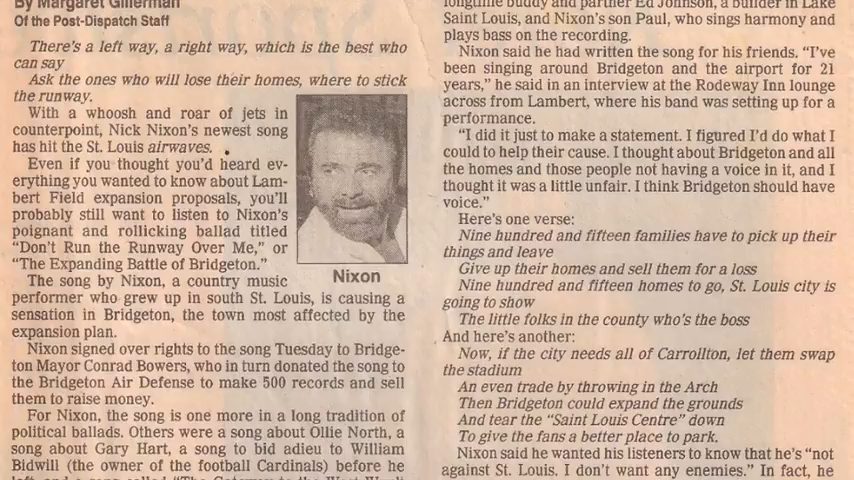 By Margaret Gillerman
Of the Post-Dispatch Staff
There's a left way, a right way, which is the best who
can say
Ask the ones who will lose their homes, where to stick
the runway.
With a whoosh and roar of jets in
counterpoint, Nick Nixon's newest song
has hit the St. Louis airwaves.
Even if you thought you'd heard ev-
erything you wanted to know about Lam-
bert Field expansion proposals, you'll
probably still want to listen to Nixon's
poignant and rollicking ballad titled
"Don't Run the Runway Over Me," or
"The Expanding Battle of Bridgeton."
The song by Nixon, a country music
performer who grew up in south St. Louis, is causing a
sensation in Bridgeton, the town most affected by the
expansion plan.
Nixon signed over rights to the song Tuesday to Bridge-
ton Mayor Conrad Bowers, who in turn donated the song to
the Bridgeton Air Defense to make 500 records and sell
them to raise money.
For Nixon, the song is one more in a long tradition of
political ballads. Others were a song about Ollie North, a
song about Gary Hart, a song to bid adieu to William
Bidwill (the owner of the football Cardinals) before he
left, and a song called "The Gateway to the West
Nixon
longtime buddy and partner Ed Johnson, a builder in Lake
Saint Louis, and Nixon's son Paul, who sings harmony and
plays bass on the recording.
Nixon said he had written the song for his friends. "I've
been singing around Bridgeton and the airport for 21
years," he said in an interview at the Rodeway Inn lounge
across from Lambert, where his band was setting up for a
performance.
"I did it just to make a statement. I figured I'd do what I
could to help their cause. I thought about Bridgeton and all
the homes and those people not having a voice in it, and I
thought it was a little unfair. I think Bridgeton should have
voice."
Here's one verse:
Nine hundred and fifteen families have to pick up their
things and leave
Give up their homes and sell them for a loss
Nine hundred and fifteen homes to go, St. Louis city is
going to show
The little folks in the county who's the boss
And here's another:
Now, if the city needs all of Carrollton, let them swap
the stadium
An even trade by throwing in the Arch
Then Bridgeton could expand the grounds
And tear the "Saint Louis Centre" down
To give the fans a better place to park.
Nixon said he wanted his listeners to know that he's "not
against St. Louis. I don't want any enemies." In fact, he